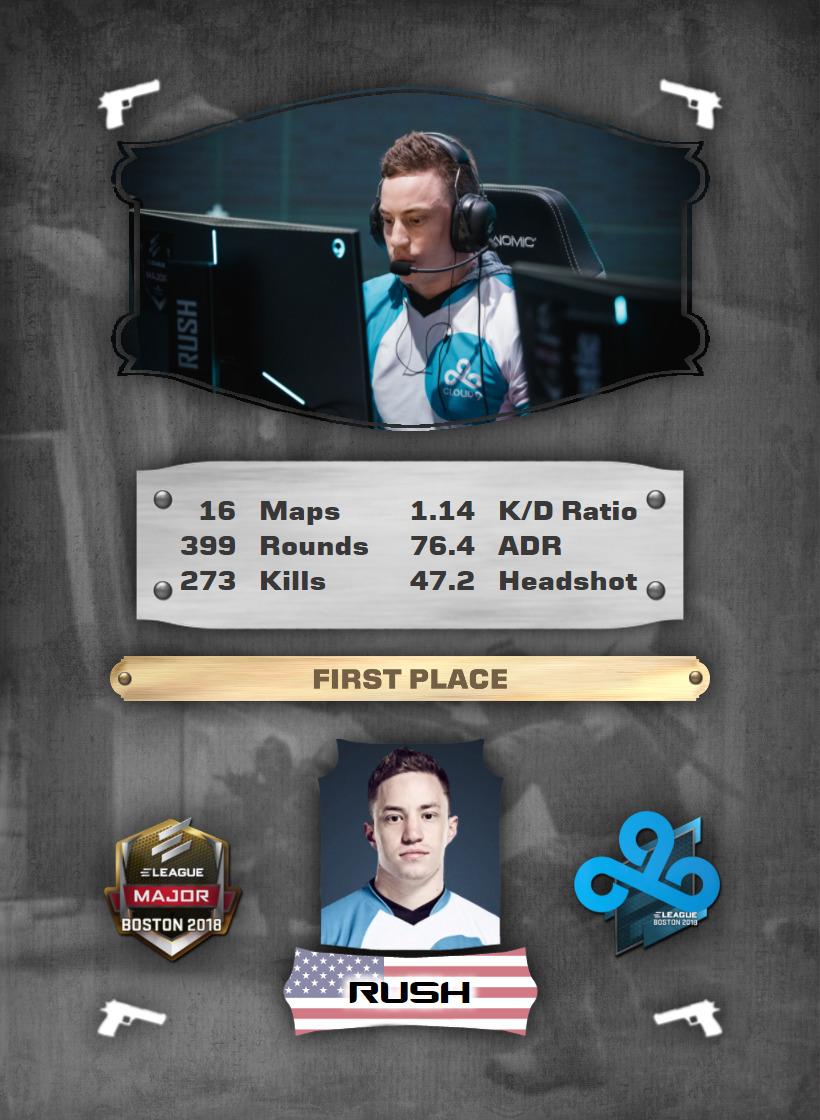 NOMIC
MAJOR
RUSH
CLOUD9
16 Maps 1.14 K/D Ratio
399 Rounds 76.4 ADR
273 Kills 47.2 Headshot
FIRST PLACE
ELEAGUE
MAJOR
BOSTON 2018
ELEAGUE
BOSTON 2018
RUSH